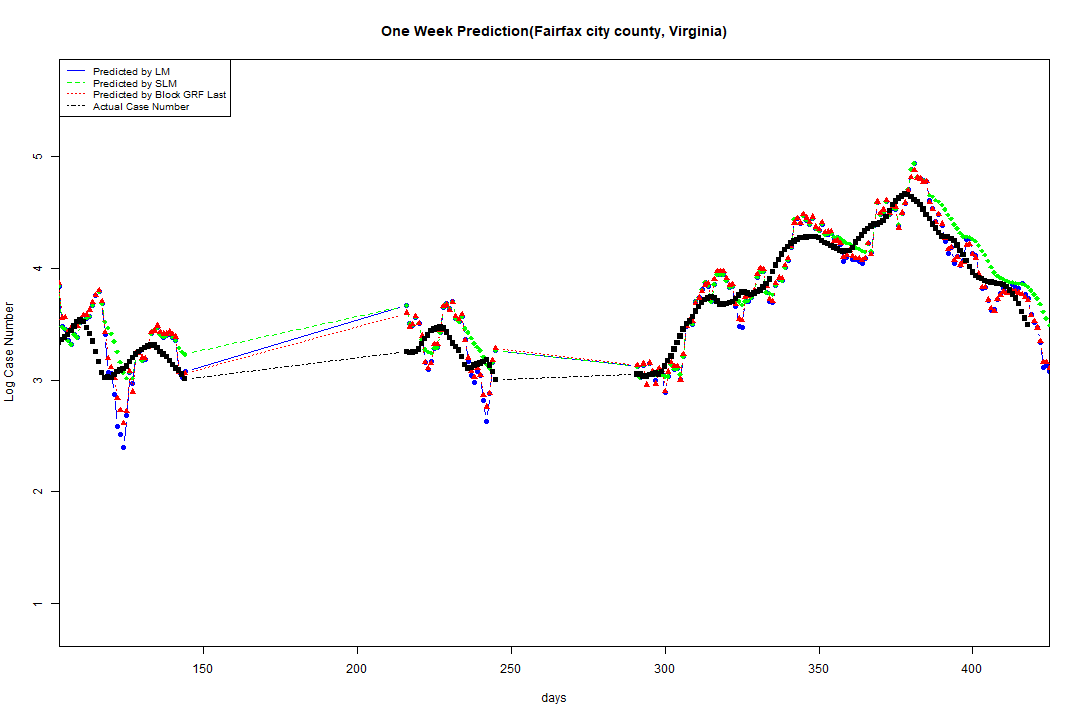 One Week Prediction(Fairfax city county, Virginia)
Predicted by LM
Predicted by SLM
Predicted by Block GRF Last
Actual Case Number
Log Case Number
5
4
3
2
1
150 200 250 300 350 400
days